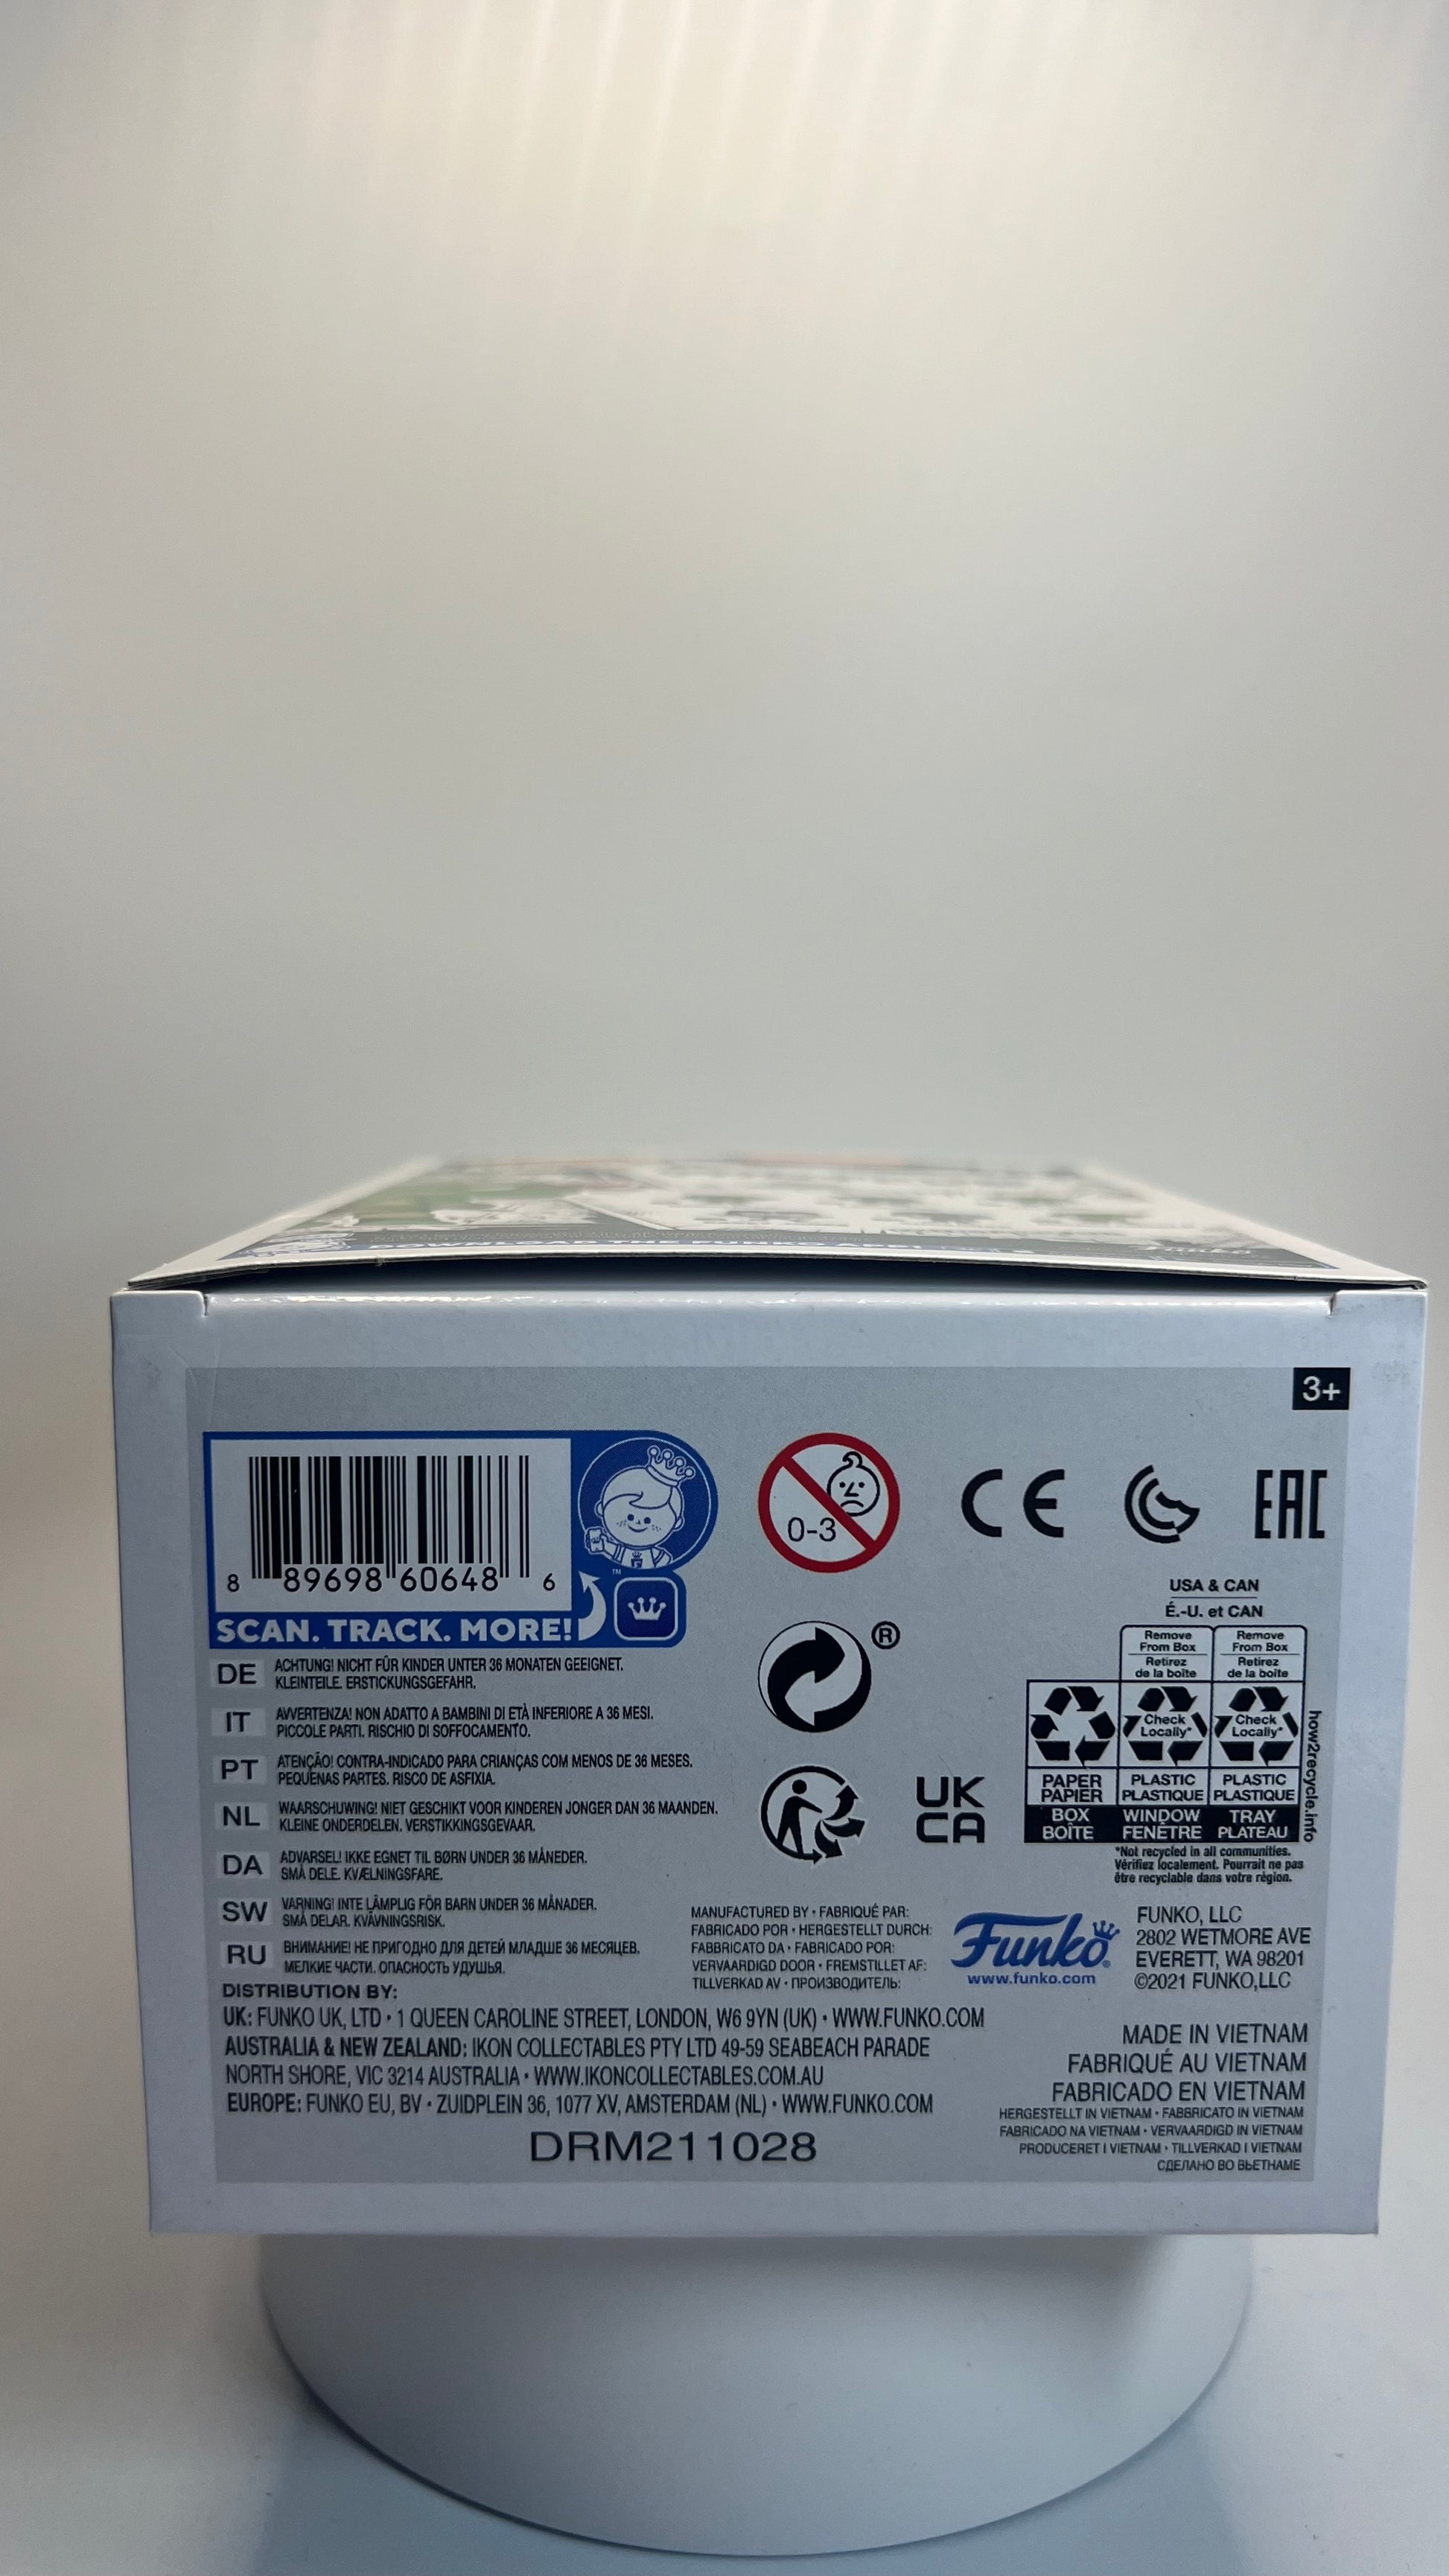 DOWNLOAD THE FUNKO APP!
Funko
3+
8 89698 60648 6
™
SCAN. TRACK. MORE!
0-3
CE
EAC
®
UK
CA
USA & CAN
É.-U. et CAN
Remove
From Box
Retirez
de la boîte
Remove
From Box
Retirez
de la boîte
Check
Locally*
Check
Locally*
PAPER
PAPIER
PLASTIC
PLASTIQUE
PLASTIC
PLASTIQUE
BOX
BOÎTE
WINDOW
FENÊTRE
TRAY
PLATEAU
how2recycle.info
*Not recycled in all communities.
Vérifiez localement. Pourrait ne pas
être recyclable dans votre région.
DE ACHTUNG! NICHT FÜR KINDER UNTER 36 MONATEN GEEIGNET.
KLEINTEILE. ERSTICKUNGSGEFAHR.
IT AVVERTENZA! NON ADATTO A BAMBINI DI ETÀ INFERIORE A 36 MESI.
PICCOLE PARTI. RISCHIO DI SOFFOCAMENTO.
PT ATENÇÃO! CONTRA-INDICADO PARA CRIANÇAS COM MENOS DE 36 MESES.
PEQUENAS PARTES. RISCO DE ASFIXIA.
NL WAARSCHUWING! NIET GESCHIKT VOOR KINDEREN JONGER DAN 36 MAANDEN.
KLEINE ONDERDELEN. VERSTIKKINGSGEVAAR.
DA ADVARSEL! IKKE EGNET TIL BØRN UNDER 36 MÅNEDER.
SMÅ DELE. KVÆLNINGSFARE.
SW VARNING! INTE LÄMPLIG FÖR BARN UNDER 36 MÅNADER.
SMÅ DELAR. KVÄVNINGSRISK.
RU ВНИМАНИЕ! НЕ ПРИГОДНО ДЛЯ ДЕТЕЙ МЛАДШЕ 36 МЕСЯЦЕВ.
МЕЛКИЕ ЧАСТИ. ОПАСНОСТЬ УДУШЬЯ.
MANUFACTURED BY • FABRIQUÉ PAR:
FABRICADO POR • HERGESTELLT DURCH:
FABBRICATO DA • FABRICADO POR:
VERVAARDIGD DOOR • FREMSTILLET AF:
TILLVERKAD AV • ПРОИЗВОДИТЕЛЬ:
Funko®
www.funko.com
FUNKO, LLC
2802 WETMORE AVE
EVERETT, WA 98201
©2021 FUNKO,LLC
DISTRIBUTION BY:
UK: FUNKO UK, LTD • 1 QUEEN CAROLINE STREET, LONDON, W6 9YN (UK) • WWW.FUNKO.COM
AUSTRALIA & NEW ZEALAND: IKON COLLECTABLES PTY LTD 49-59 SEABEACH PARADE
NORTH SHORE, VIC 3214 AUSTRALIA • WWW.IKONCOLLECTABLES.COM.AU
EUROPE: FUNKO EU, BV • ZUIDPLEIN 36, 1077 XV, AMSTERDAM (NL) • WWW.FUNKO.COM
DRM211028
MADE IN VIETNAM
FABRIQUÉ AU VIETNAM
FABRICADO EN VIETNAM
HERGESTELLT IN VIETNAM • FABBRICATO IN VIETNAM
FABRICADO NA VIETNAM • VERVAARDIGD IN VIETNAM
PRODUCERET I VIETNAM • TILLVERKAD I VIETNAM
СДЕЛАНО ВО ВЬЕТНАМЕ